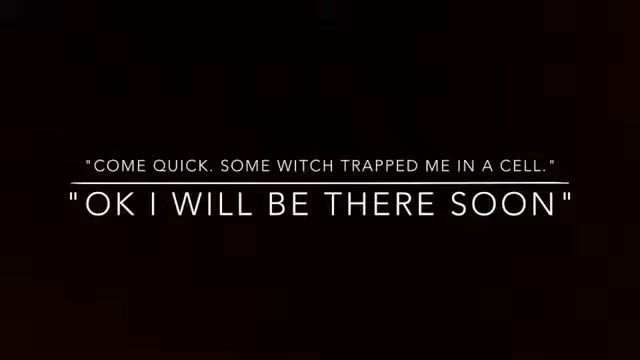 "COME QUICK. SOME WITCH TRAPPED ME IN A CELL."
"OK I WILL BE THERE SOON"